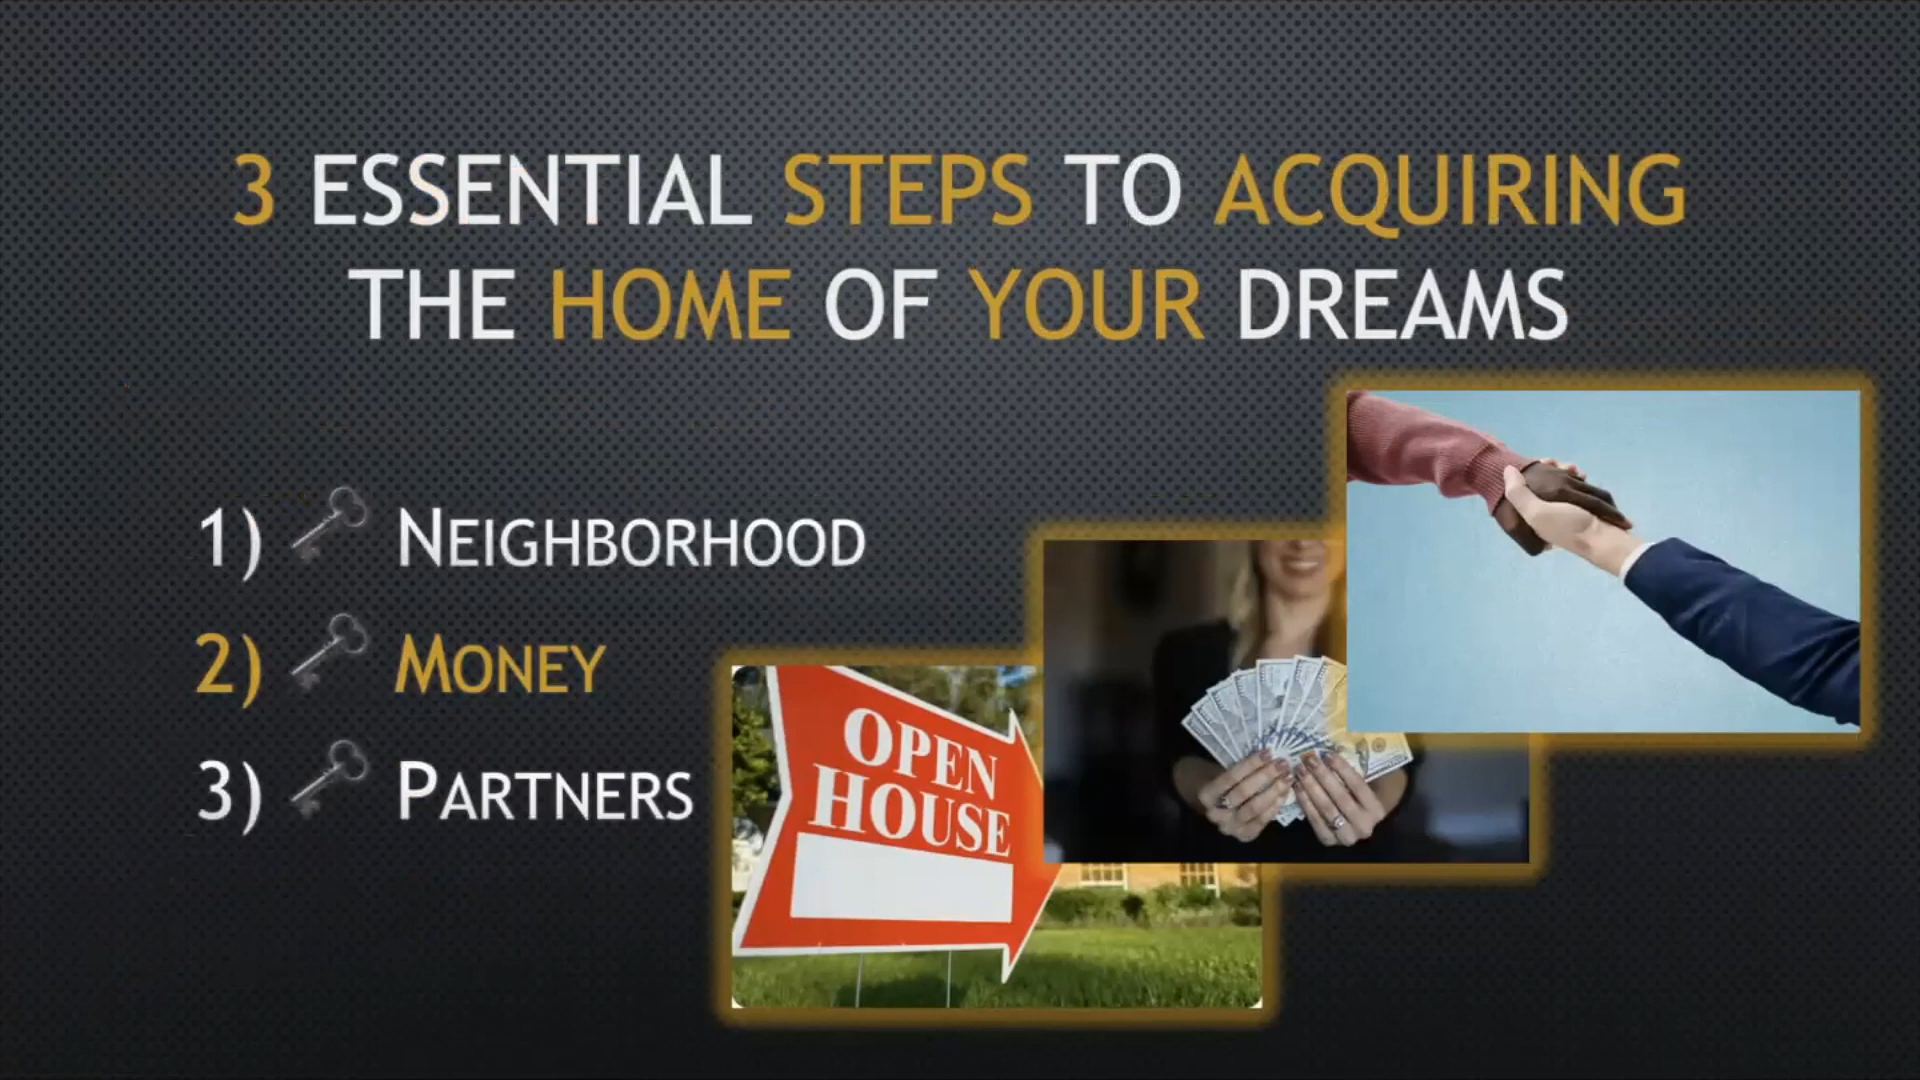 3 ESSENTIAL STEPS TO ACQUIRING
THE HOME OF YOUR DREAMS
1) NEIGHBORHOOD
2) MONEY
3) PARTNERS
OPEN
HOUSE